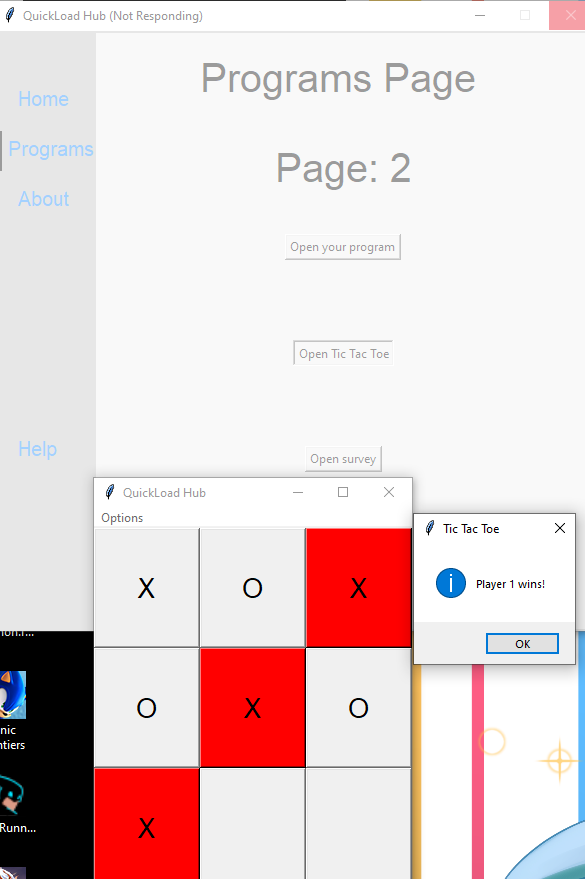 QuickLoad Hub (Not Responding)
Programs Page
Home
Programs
Page: 2
About
Open your program
Open Tic Tac Toe
Help
Open survey
QuickLoad Hub
Options
Tic Tac Toe
Player 1 wins!
OK
X O X
O X O
X
nic
ntiers
Runn...